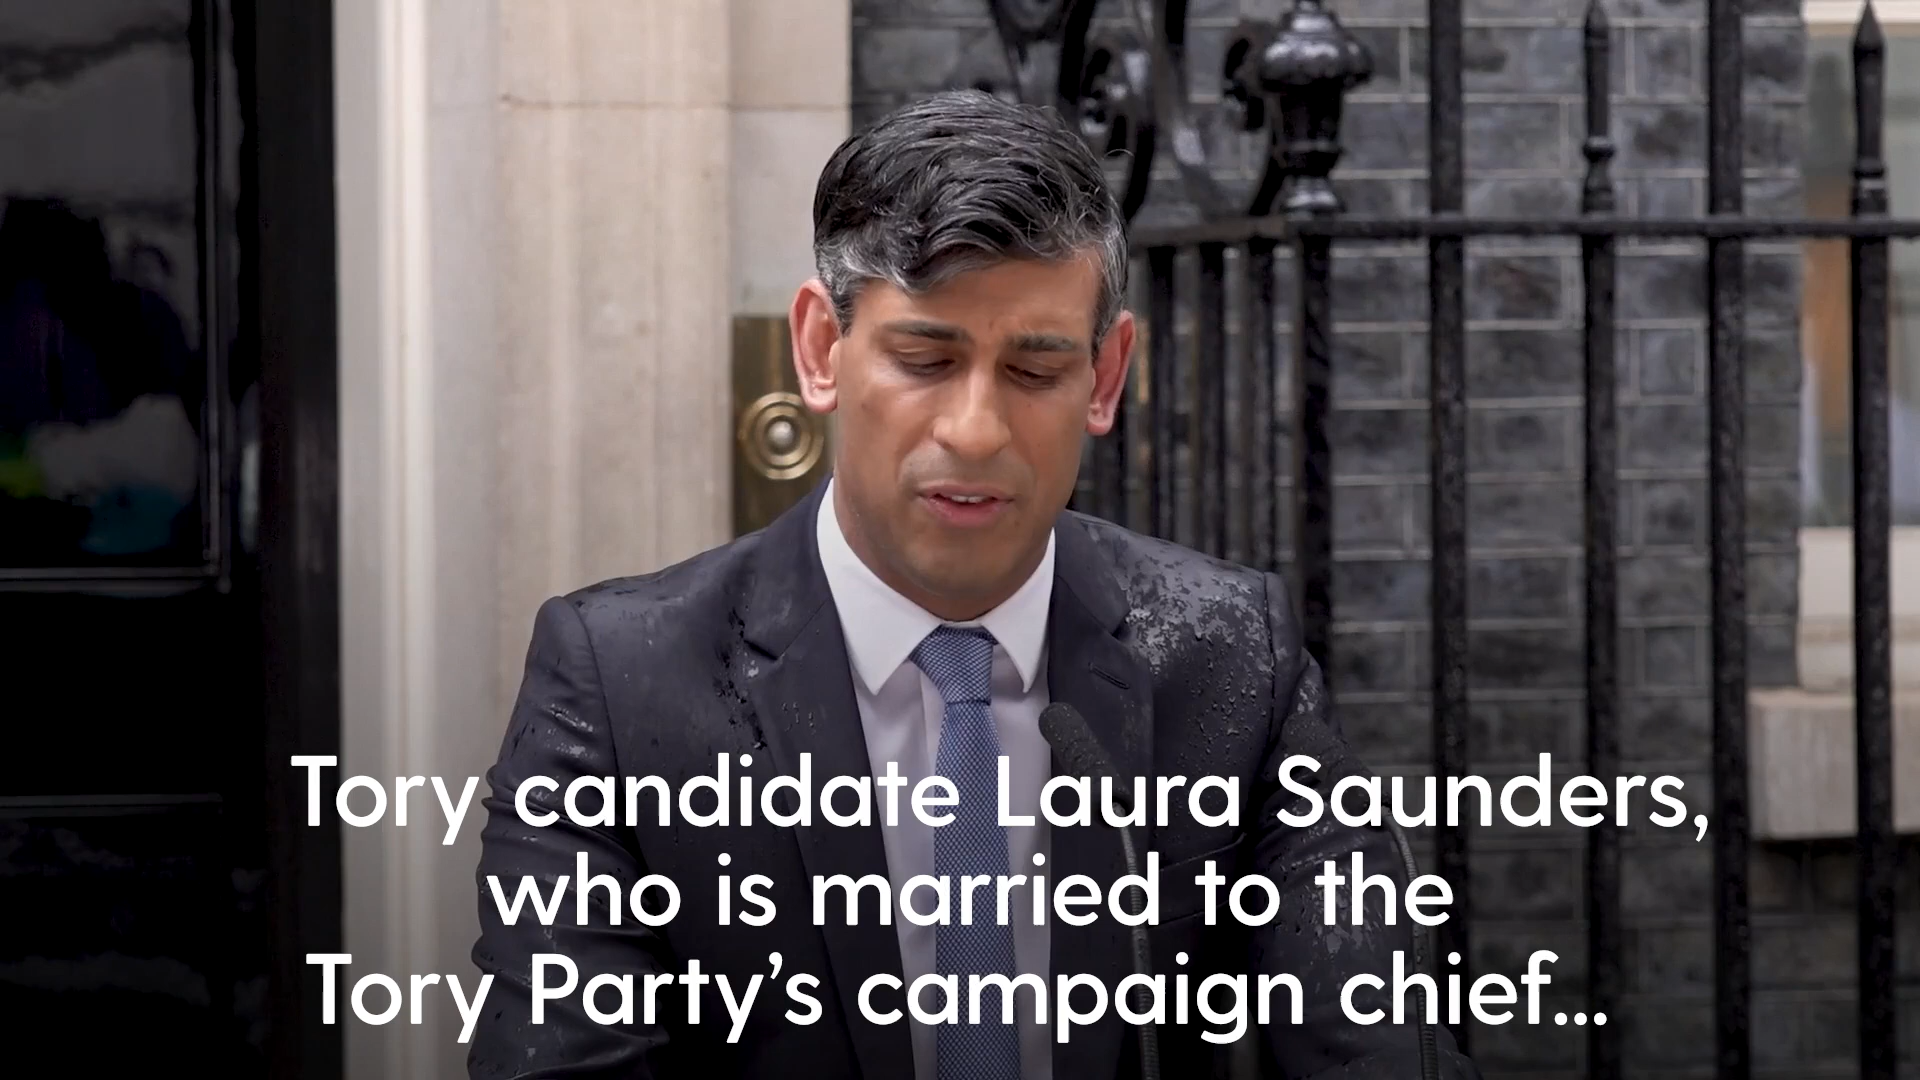 Tory candidate Laura Saunders,
who is married to the
Tory Party’s campaign chief...